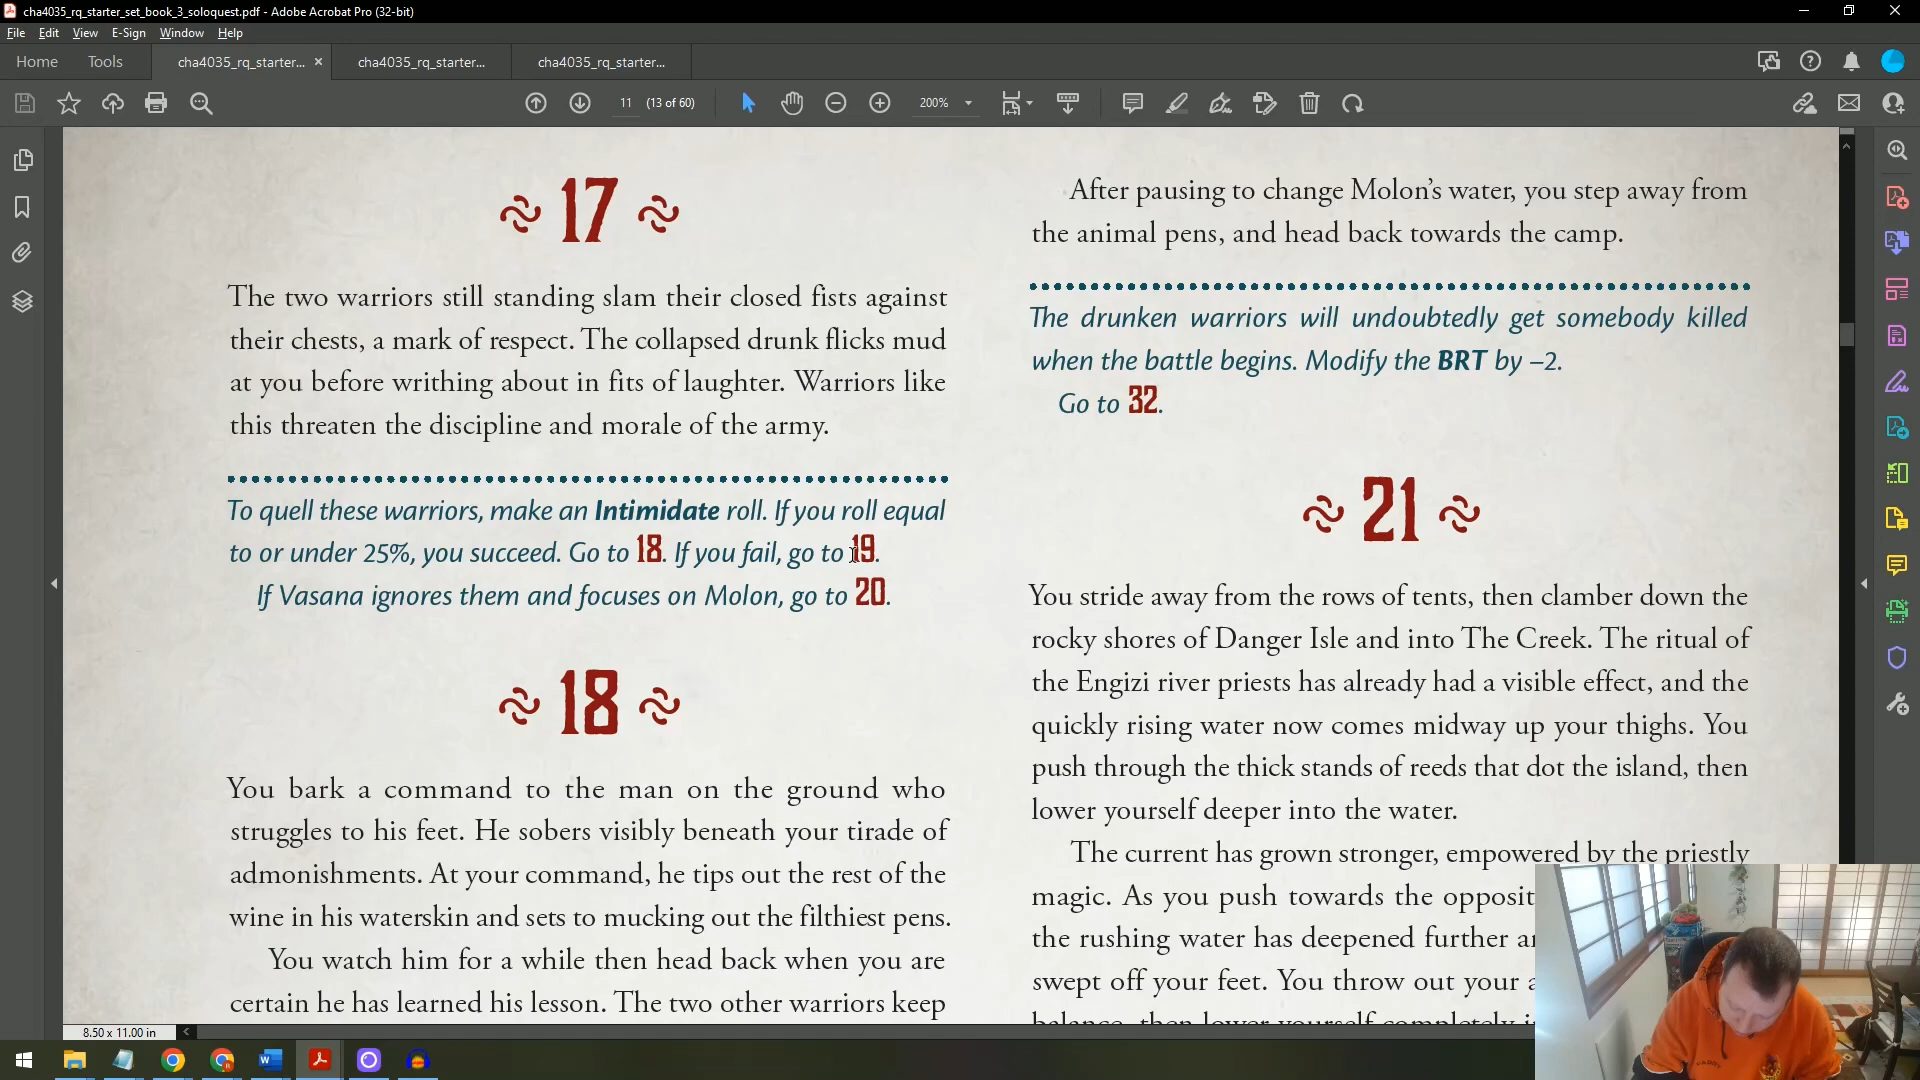 cha4035_rq_starter_set_book_3_soloquest.pdf - Adobe Acrobat Pro (32-bit)
File Edit View E-Sign Window Help
Home Tools cha4035_rq_starter... × cha4035_rq_starter... cha4035_rq_starter...
11 (13 of 60) 200%
17
The two warriors still standing slam their closed fists against
their chests, a mark of respect. The collapsed drunk flicks mud
at you before writhing about in fits of laughter. Warriors like
this threaten the discipline and morale of the army.
To quell these warriors, make an Intimidate roll. If you roll equal
to or under 25%, you succeed. Go to 18. If you fail, go to 19.
If Vasana ignores them and focuses on Molon, go to 20.
18
You bark a command to the man on the ground who
struggles to his feet. He sobers visibly beneath your tirade of
admonishments. At your command, he tips out the rest of the
wine in his waterskin and sets to mucking out the filthiest pens.
You watch him for a while then head back when you are
certain he has learned his lesson. The two other warriors keep
After pausing to change Molon's water, you step away from
the animal pens, and head back towards the camp.
The drunken warriors will undoubtedly get somebody killed
when the battle begins. Modify the BRT by –2.
Go to 32.
21
You stride away from the rows of tents, then clamber down the
rocky shores of Danger Isle and into The Creek. The ritual of
the Engizi river priests has already had a visible effect, and the
quickly rising water now comes midway up your thighs. You
push through the thick stands of reeds that dot the island, then
lower yourself deeper into the water.
The current has grown stronger, empowered by the priestly
magic. As you push towards the opposit
the rushing water has deepened further
swept off your feet. You throw out your
balance, then lower yourself completely
8.50 x 11.00 in